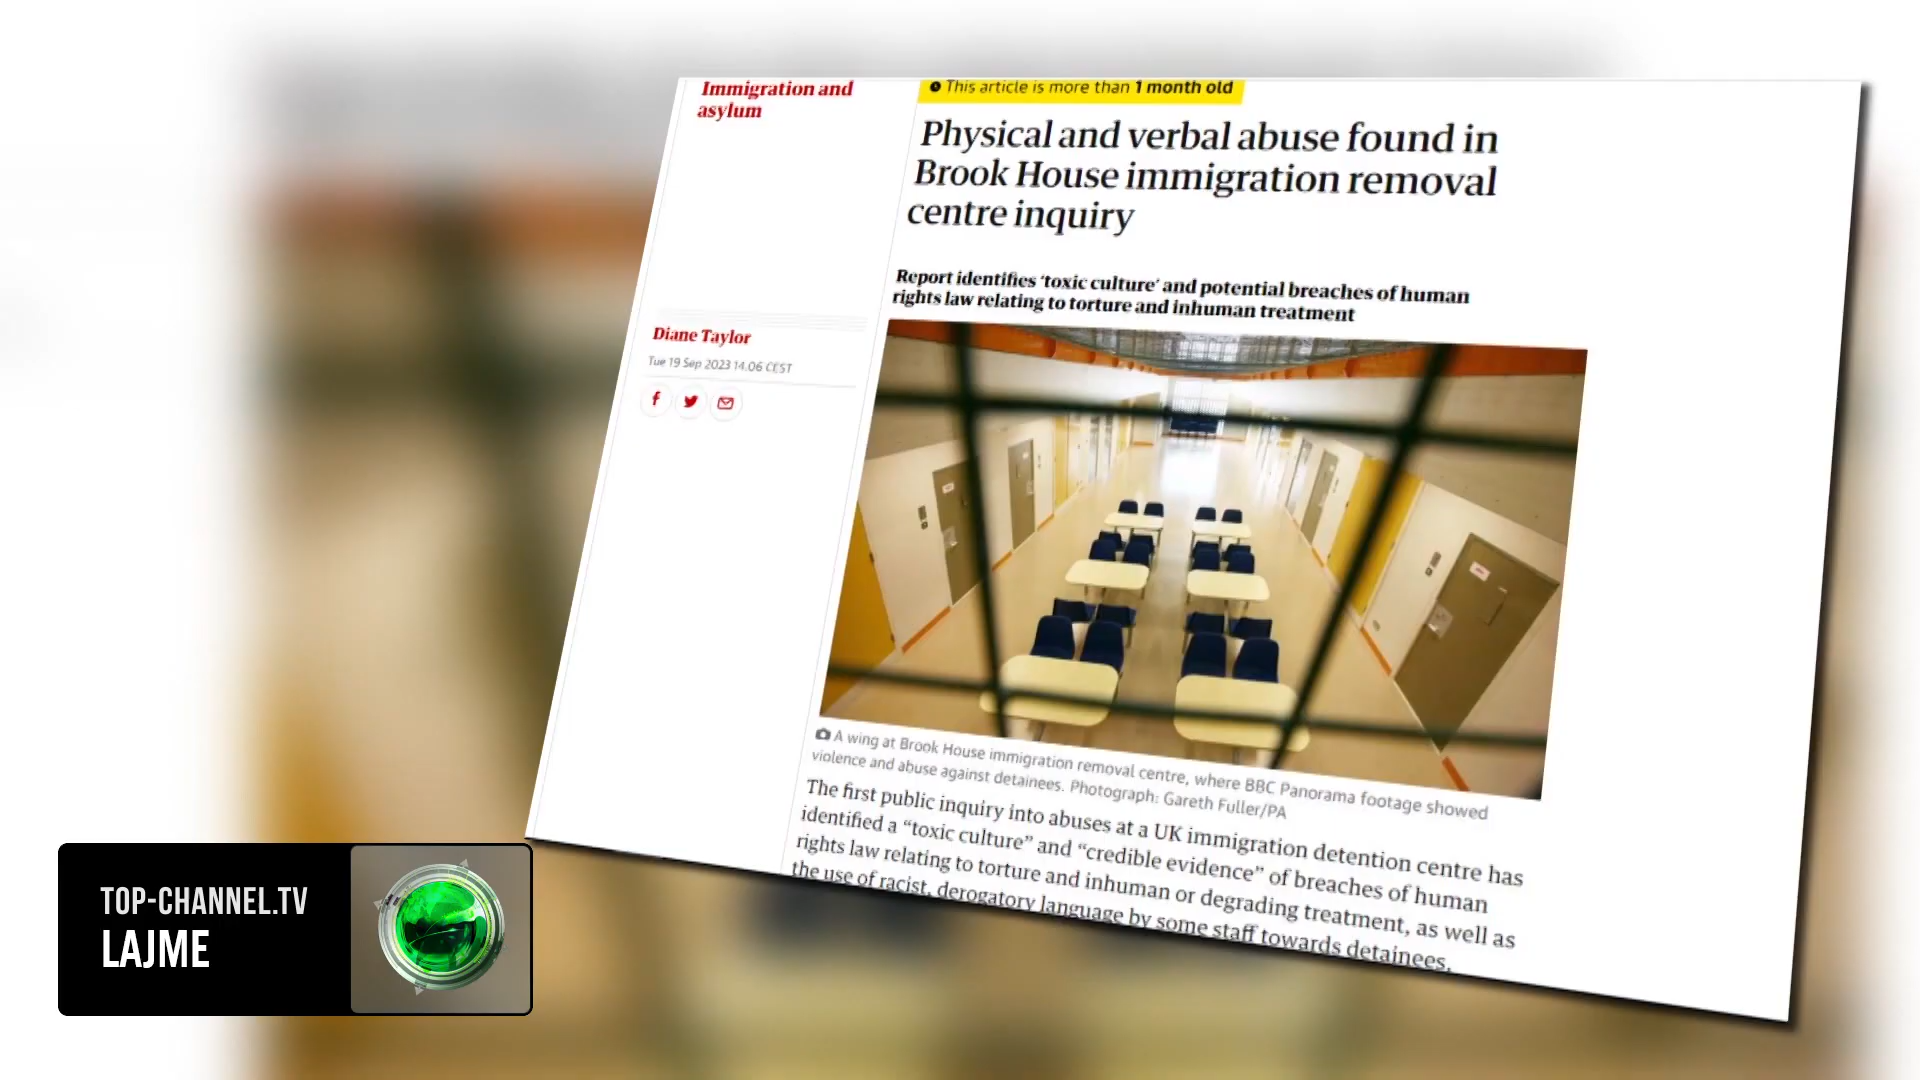 Immigration and
asylum
This article is more than 1 month old
Physical and verbal abuse found in
Brook House immigration removal
centre inquiry
Report identifies ‘toxic culture’ and potential breaches of human
rights law relating to torture and inhuman treatment
Diane Taylor
Tue 19 Sep 2023 14.06 CEST
A wing at Brook House immigration removal centre, where BBC Panorama footage showed
violence and abuse against detainees. Photograph: Gareth Fuller/PA
The first public inquiry into abuses at a UK immigration detention centre has
identified a “toxic culture” and “credible evidence” of breaches of human
rights law relating to torture and inhuman or degrading treatment, as well as
the use of racist, derogatory language by some staff towards detainees.
TOP-CHANNEL.TV
LAJME